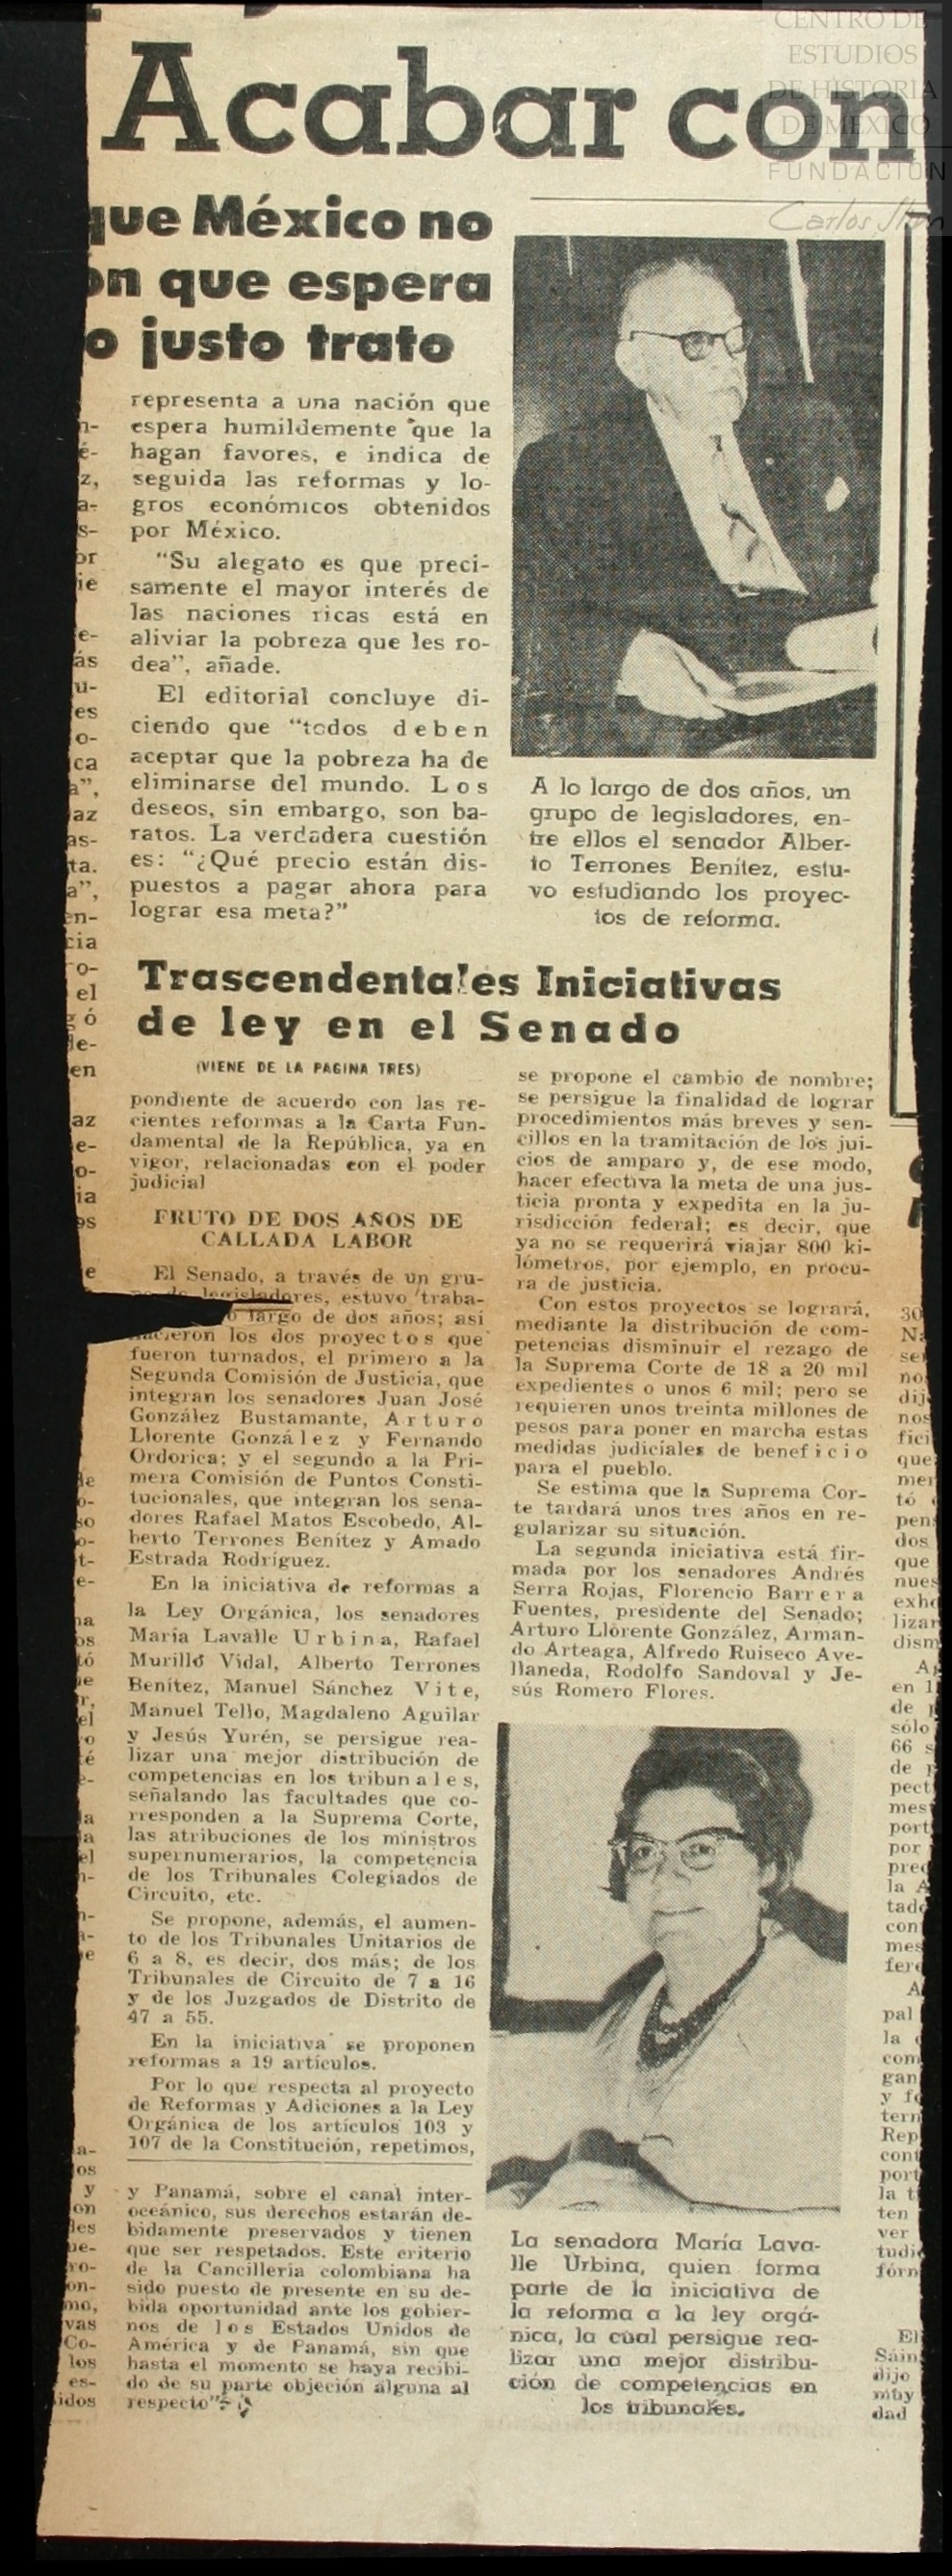 CENTRO DE
ESTUDIOS
DE HISTORIA
DE MÉXICO
FUNDACIÓN
Carlos Slim
Acabar con
que México no
ón que espera
o justo trato
representa a una nación que
espera humildemente que la
hagan favores, e indica de
seguida las reformas y lo-
gros económicos obtenidos
por México.
"Su alegato es que preci-
samente el mayor interés de
las naciones ricas está en
aliviar la pobreza que les ro-
dea", añade.
El editorial concluye di-
ciendo que "todos deben
aceptar que la pobreza ha de
eliminarse del mundo. Los
deseos, sin embargo, son ba-
ratos. La verdadera cuestión
es: "¿Qué precio están dis-
puestos a pagar ahora para
lograr esa meta?"
A lo largo de dos años, un
grupo de legisladores, en-
tre ellos el senador Alber-
to Terrones Benítez, estu-
vo estudiando los proyec-
tos de reforma.
Trascendentales Iniciativas
de ley en el Senado
(VIENE DE LA PAGINA TRES)
pondiente de acuerdo con las re-
cientes reformas a la Carta Fun-
damental de la República, ya en
vigor, relacionadas con el poder
judicial
FRUTO DE DOS AÑOS DE
CALLADA LABOR
El Senado, a través de un gru-
legisladores, estuvo traba-
largo de dos años; así
hicieron los dos proyectos que
fueron turnados, el primero a la
Segunda Comisión de Justicia, que
integran los senadores Juan José
González Bustamante, Arturo
Llorente González y Fernando
Ordorica; y el segundo a la Pri-
mera Comisión de Puntos Consti-
tucionales, que integran los sena-
dores Rafael Matos Escobedo, Al-
berto Terrones Benítez y Amado
Estrada Rodríguez.
En la iniciativa de reformas a
la Ley Orgánica, los senadores
María Lavalle Urbina, Rafael
Murilló Vidal, Alberto Terrones
Benítez, Manuel Sánchez Vite,
Manuel Tello, Magdaleno Aguilar
y Jesús Yurén, se persigue rea-
lizar una mejor distribución de
competencias en los tribunales,
señalando las facultades que co-
rresponden a la Suprema Corte,
las atribuciones de los ministros
supernumerarios, la competencia
de los Tribunales Colegiados de
Circuito, etc.
Se propone, además, el aumen-
to de los Tribunales Unitarios de
6 a 8, es decir, dos más; de los
Tribunales de Circuito de 7 a 16
y de los Juzgados de Distrito de
47 a 55.
En la iniciativa se proponen
reformas a 19 artículos.
Por lo que respecta al proyecto
de Reformas y Adiciones a la Ley
Orgánica de los artículos 103 y
107 de la Constitución, repetimos,
se propone el cambio de nombre;
se persigue la finalidad de lograr
procedimientos más breves y sen-
cillos en la tramitación de los jui-
cios de amparo y, de ese modo,
hacer efectiva la meta de una jus-
ticia pronta y expedita en la ju-
risdicción federal; es decir, que
ya no se requerirá viajar 800 ki-
lómetros, por ejemplo, en procu-
ra de justicia.
Con estos proyectos se logrará,
mediante la distribución de com-
petencias disminuir el rezago de
la Suprema Corte de 18 a 20 mil
expedientes o unos 6 mil; pero se
requieren unos treinta millones de
pesos para poner en marcha estas
medidas judiciales de beneficio
para el pueblo.
Se estima que la Suprema Cor-
te tardará unos tres años en re-
gularizar su situación.
La segunda iniciativa está fir-
mada por los senadores Andrés
Serra Rojas, Florencio Barrera
Fuentes, presidente del Senado;
Arturo Llorente González, Arman-
do Arteaga, Alfredo Ruiseco Ave-
llaneda, Rodolfo Sandoval y Je-
sús Romero Flores.
y Panamá, sobre el canal inter-
oceánico, sus derechos estarán de-
bidamente preservados y tienen
que ser respetados. Este criterio
de la Cancillería colombiana ha
sido puesto de presente en su de-
bida oportunidad ante los gobier-
nos de los Estados Unidos de
América y de Panamá, sin que
hasta el momento se haya recibi-
do de su parte objeción alguna al
respecto"
La senadora María Lava-
lle Urbina, quien forma
parte de la iniciativa de
la reforma a la ley orgá-
nica, la cual persigue rea-
lizar una mejor distribu-
ción de competencias en
los tribunales.